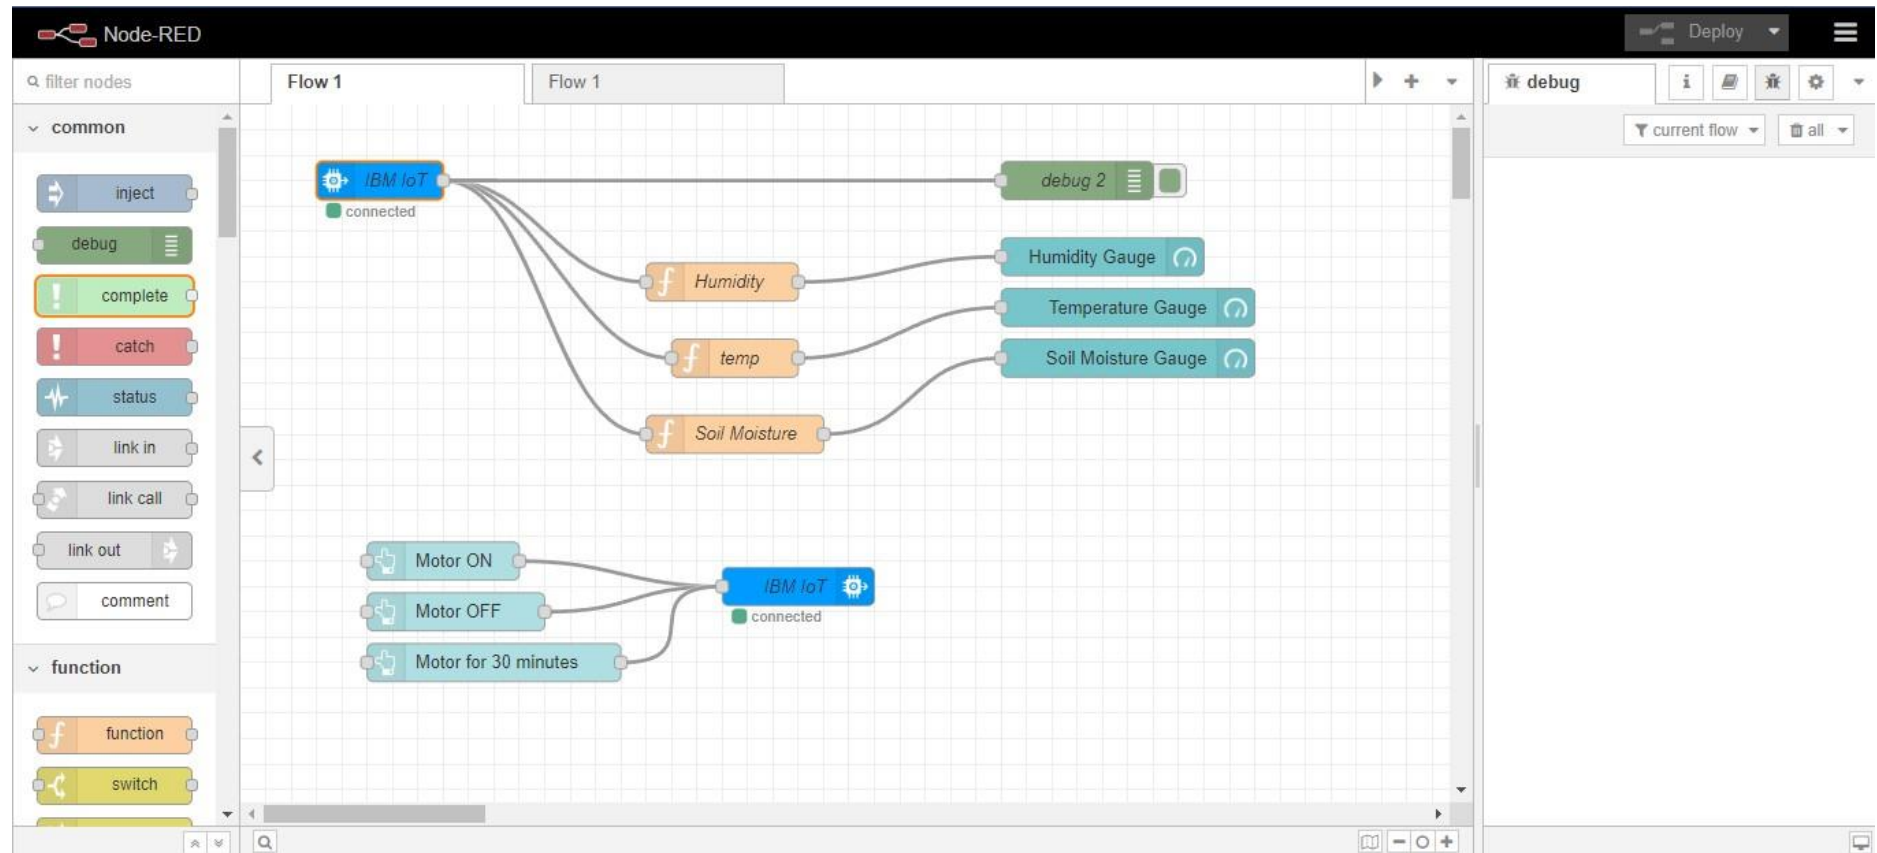 Node-RED
Deploy
filter nodes
Flow 1
Flow 1
debug
i
current flow
all
common
inject
debug
complete
catch
status
link in
link call
link out
comment
function
function
switch
IBM IoT
connected
debug 2
Humidity
Humidity Gauge
temp
Temperature Gauge
Soil Moisture
Soil Moisture Gauge
Motor ON
Motor OFF
Motor for 30 minutes
IBM IoT
connected